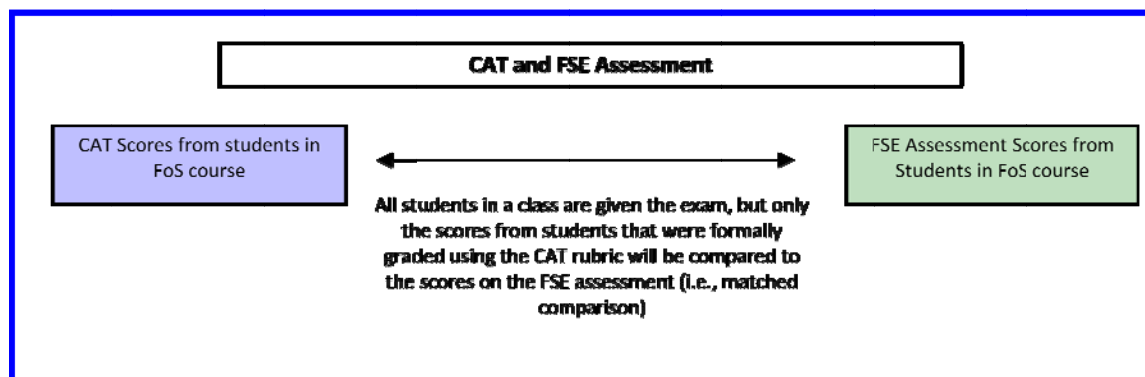 CAT and FSE Assessment
CAT Scores from students in
FoS course
FSE Assessment Scores from
Students in FoS course
All students in a class are given the exam, but only
the scores from students that were formally
graded using the CAT rubric will be compared to
the scores on the FSE assessment (i.e., matched
comparison)